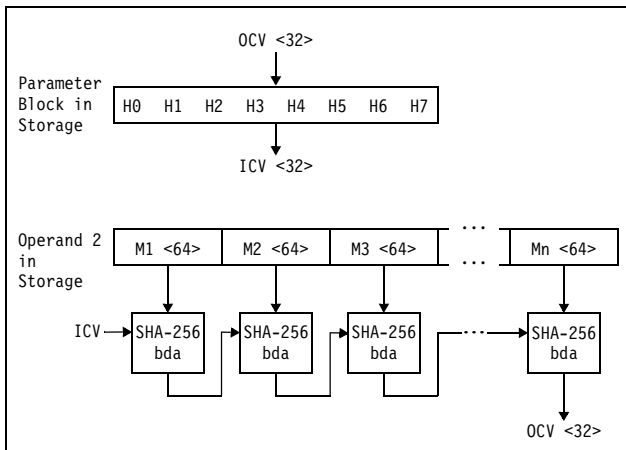 OCV <32>
Parameter
Block in
Storage
H0 H1 H2 H3 H4 H5 H6 H7
ICV <32>
Operand 2
in
Storage
M1 <64> M2 <64> M3 <64> ... ... Mn <64>
ICV
SHA-256
bda
SHA-256
bda
SHA-256
bda
...
SHA-256
bda
OCV <32>